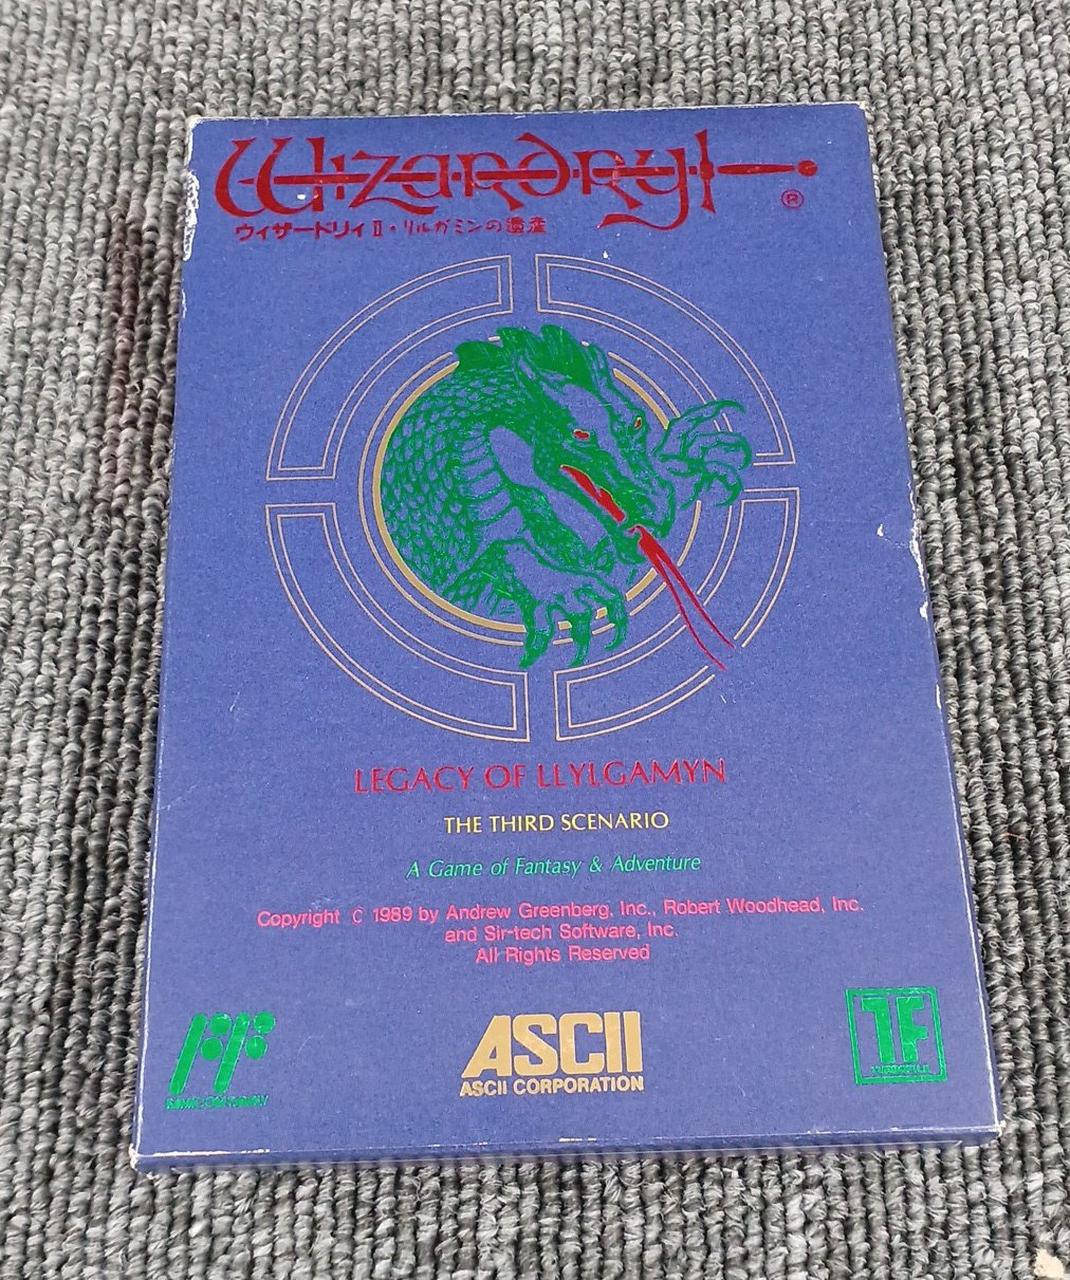 Wizardry
®
ウィザードリィⅡ・リルガミンの遺産
LEGACY OF LLYLGAMYN
THE THIRD SCENARIO
A Game of Fantasy & Adventure
Copyright © 1989 by Andrew Greenberg, Inc., Robert Woodhead, Inc.
and Sir-tech Software, Inc.
All Rights Reserved
ASCII
ASCII CORPORATION
TF